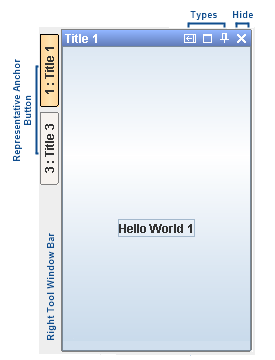 Types
Hide
Title 1
1 : Title 1
3 : Title 3
Representative Anchor
Button
Hello World 1
Right Tool Window Bar